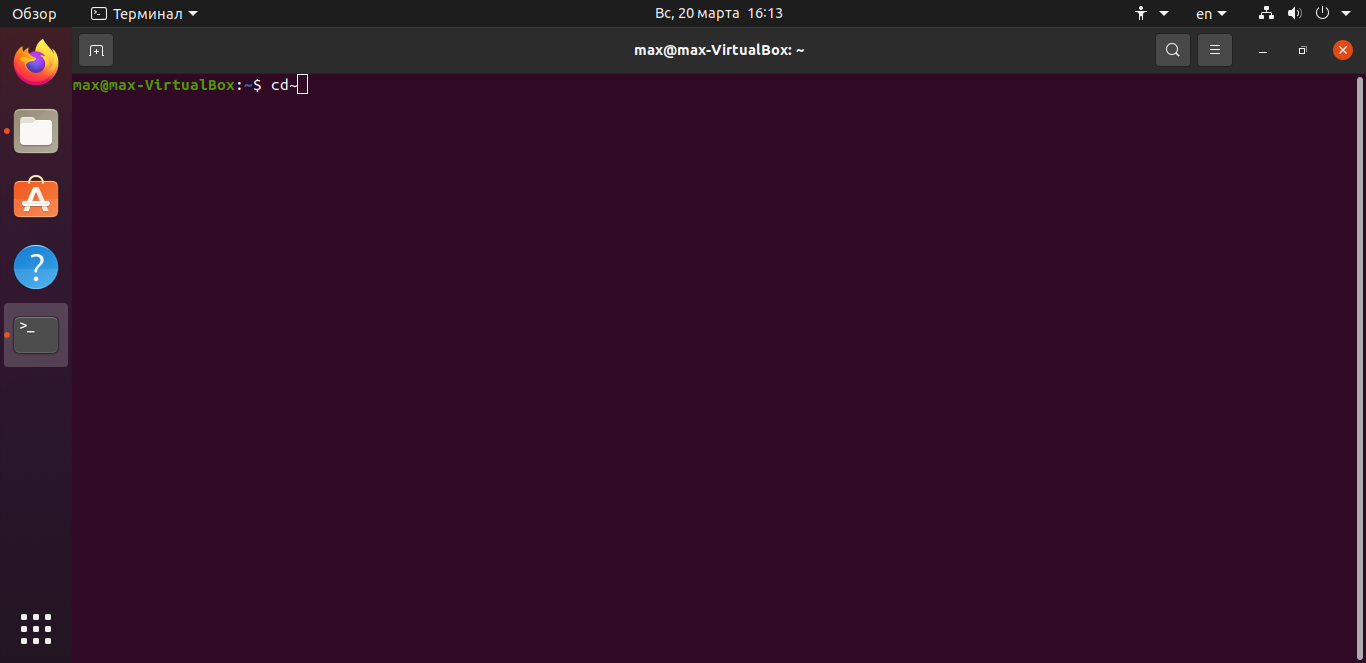 Обзор Терминал Вс, 20 марта 16:13 en
max@max-VirtualBox: ~
max@max-VirtualBox:~$ cd~